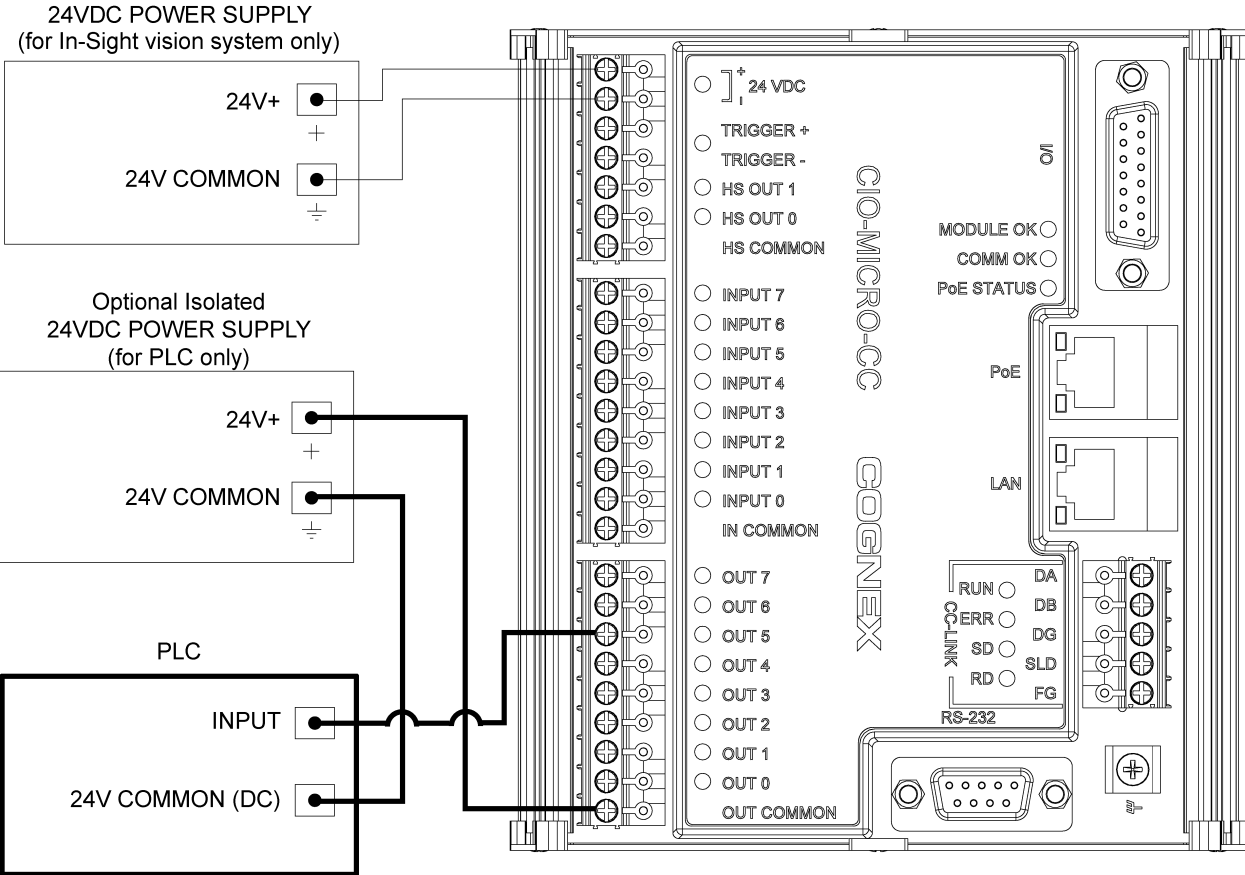 24VDC POWER SUPPLY
(for In-Sight vision system only)
24V+
+
24V COMMON
Optional Isolated
24VDC POWER SUPPLY
(for PLC only)
24V+
+
24V COMMON
PLC
INPUT
24V COMMON (DC)
+
24 VDC
-
TRIGGER +
TRIGGER -
HS OUT 1
HS OUT 0
HS COMMON
INPUT 7
INPUT 6
INPUT 5
INPUT 4
INPUT 3
INPUT 2
INPUT 1
INPUT 0
IN COMMON
OUT 7
OUT 6
OUT 5
OUT 4
OUT 3
OUT 2
OUT 1
OUT 0
OUT COMMON
CIO-MICRO-CC
COGNEX
I/O
MODULE OK
COMM OK
PoE STATUS
PoE
LAN
CC-LINK
RUN
ERR
SD
RD
DA
DB
DG
SLD
FG
RS-232